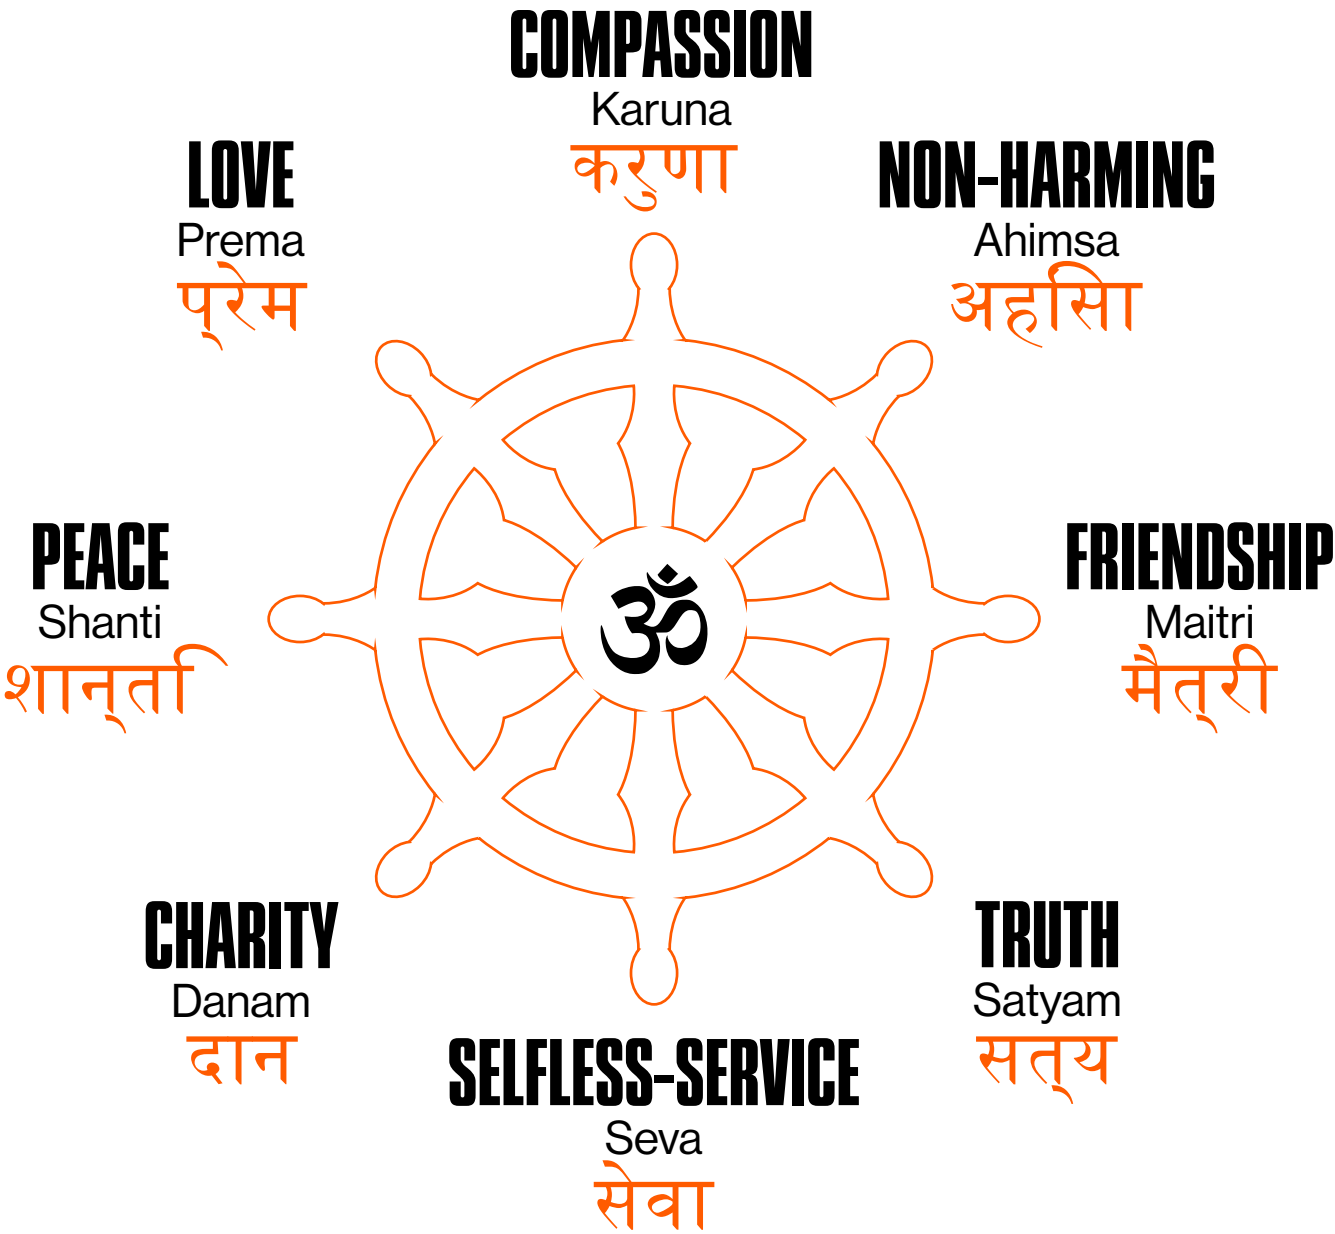 COMPASSION
Karuna
करुणा
NON-HARMING
Ahimsa
अहसिा
FRIENDSHIP
Maitri
मैत्‌री
TRUTH
Satyam
सत्‌य
SELFLESS-SERVICE
Seva
सेवा
CHARITY
Danam
दान
PEACE
Shanti
शान्‌ति
LOVE
Prema
प्‌रेम
ॐ